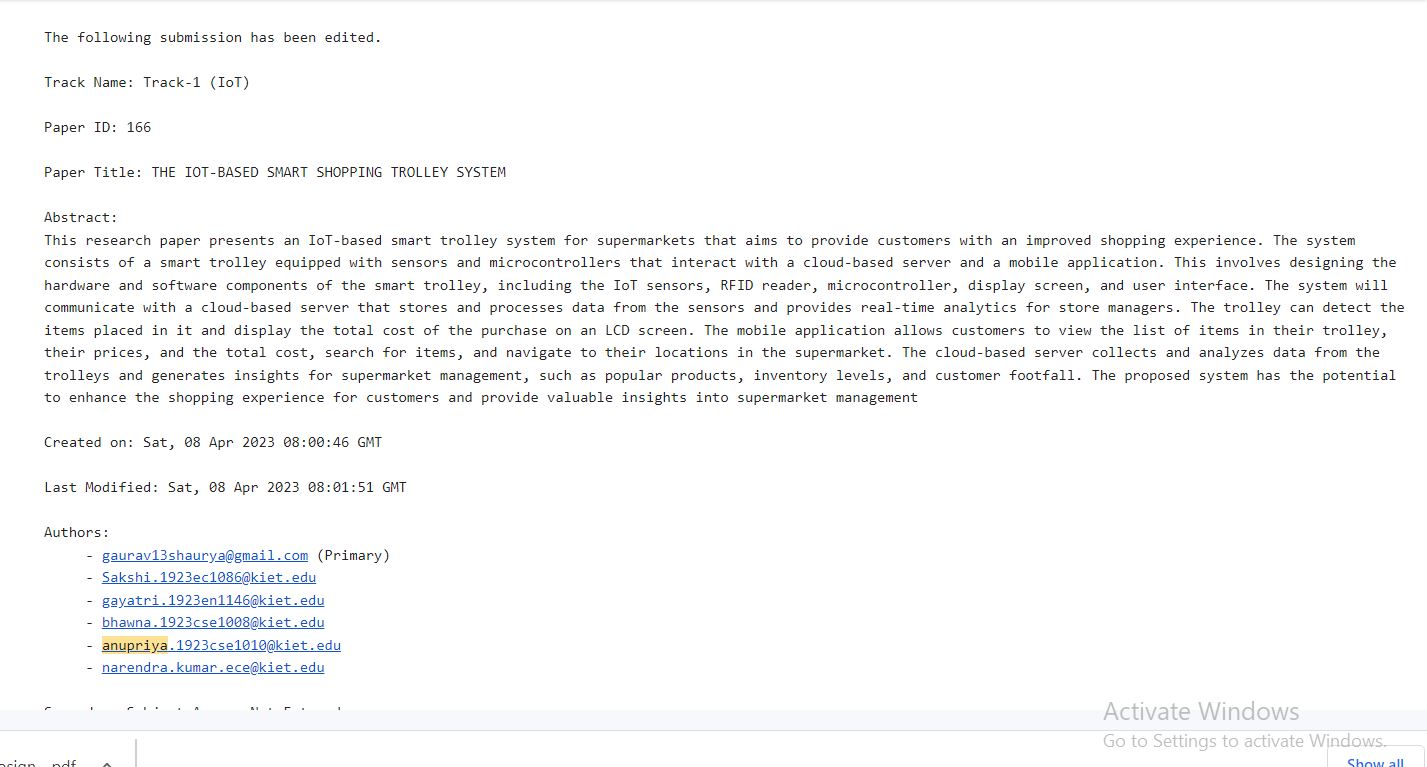 The following submission has been edited.
Track Name: Track-1 (IoT)
Paper ID: 166
Paper Title: THE IOT-BASED SMART SHOPPING TROLLEY SYSTEM
Abstract:
This research paper presents an IoT-based smart trolley system for supermarkets that aims to provide customers with an improved shopping experience. The system
consists of a smart trolley equipped with sensors and microcontrollers that interact with a cloud-based server and a mobile application. This involves designing the
hardware and software components of the smart trolley, including the IoT sensors, RFID reader, microcontroller, display screen, and user interface. The system will
communicate with a cloud-based server that stores and processes data from the sensors and provides real-time analytics for store managers. The trolley can detect the
items placed in it and display the total cost of the purchase on an LCD screen. The mobile application allows customers to view the list of items in their trolley,
their prices, and the total cost, search for items, and navigate to their locations in the supermarket. The cloud-based server collects and analyzes data from the
trolleys and generates insights for supermarket management, such as popular products, inventory levels, and customer footfall. The proposed system has the potential
to enhance the shopping experience for customers and provide valuable insights into supermarket management
Created on: Sat, 08 Apr 2023 08:00:46 GMT
Last Modified: Sat, 08 Apr 2023 08:01:51 GMT
Authors:
- gaurav13shaurya@gmail.com (Primary)
- Sakshi.1923ec1086@kiet.edu
- gayatri.1923en1146@kiet.edu
- bhawna.1923cse1008@kiet.edu
- anupriya.1923cse1010@kiet.edu
- narendra.kumar.ece@kiet.edu
Activate Windows
Go to Settings to activate Windows.
Show all